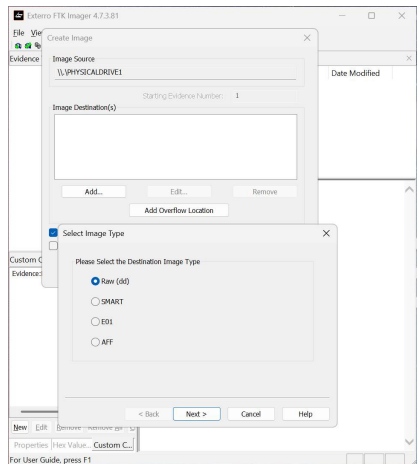 Exterro FTK Imager 4.7.3.81
File Vie
Evidence
Create Image
Image Source
\\.\PHYSICALDRIVE1
Starting Evidence Number: 1
Image Destination(s)
Add... Edit... Remove
Add Overflow Location
Date Modified
Select Image Type
Please Select the Destination Image Type
Raw (dd)
SMART
E01
AFF
< Back Next > Cancel Help
Custom C
Evidence:
New Edit Remove Remove All
Properties Hex Value... Custom C...
For User Guide, press F1